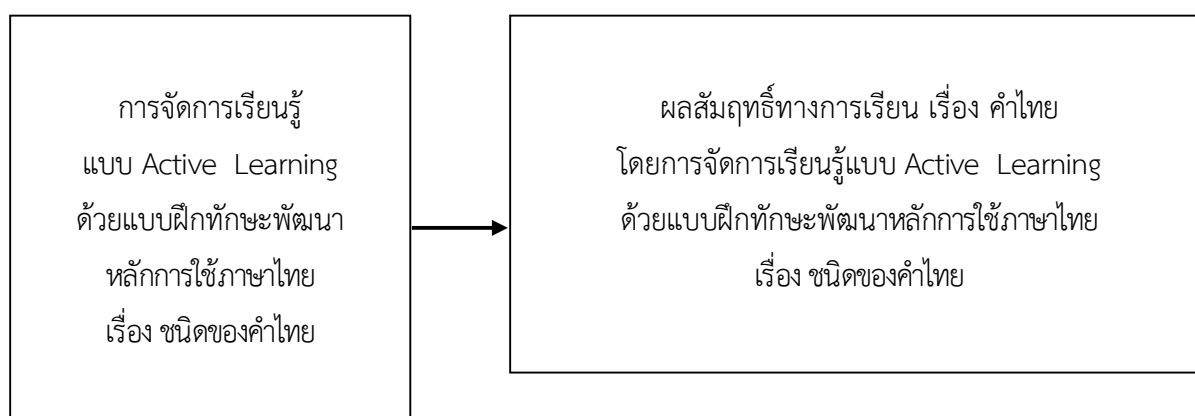 การจัดการเรียนรู้
แบบ Active Learning
ด้วยแบบฝึกทักษะพัฒนา
หลักการใช้ภาษาไทย
เรื่อง ชนิดของคำไทย
ผลสัมฤทธิ์ทางการเรียน เรื่อง คำไทย
โดยการจัดการเรียนรู้แบบ Active Learning
ด้วยแบบฝึกทักษะพัฒนาหลักการใช้ภาษาไทย
เรื่อง ชนิดของคำไทย